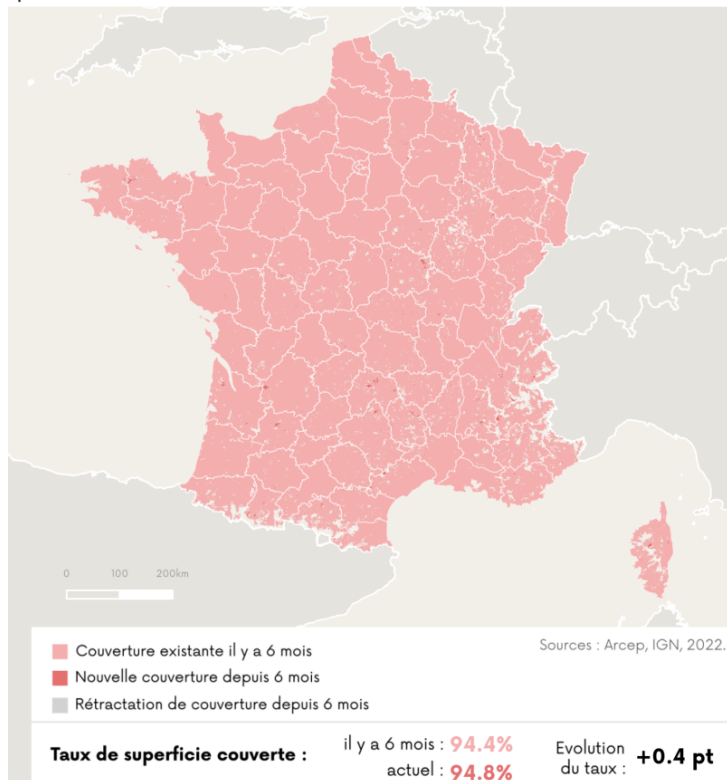 0 100 200km
Couverture existante il y a 6 mois
Sources : Arcep, IGN, 2022.
Nouvelle couverture depuis 6 mois
Rétractation de couverture depuis 6 mois
Taux de superficie couverte :
il y a 6 mois : 94.4%
actuel : 94.8%
Evolution
du taux : +0.4 pt